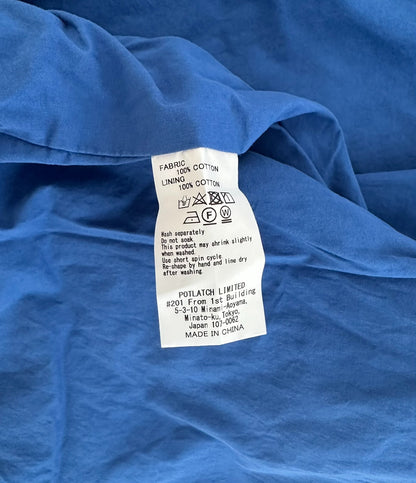 FABRIC
100% COTTON
LINING
100% COTTON
F W
Wash separately
Do not soak
This product may shrink slightly
when washed.
Use short spin cycle
Re-shape by hand and line dry
after washing
POTLATCH LIMITED
#201 From 1st Building
5-3-10 Minami-Aoyama,
Minato-ku,Tokyo,
Japan 107-0062
MADE IN CHINA